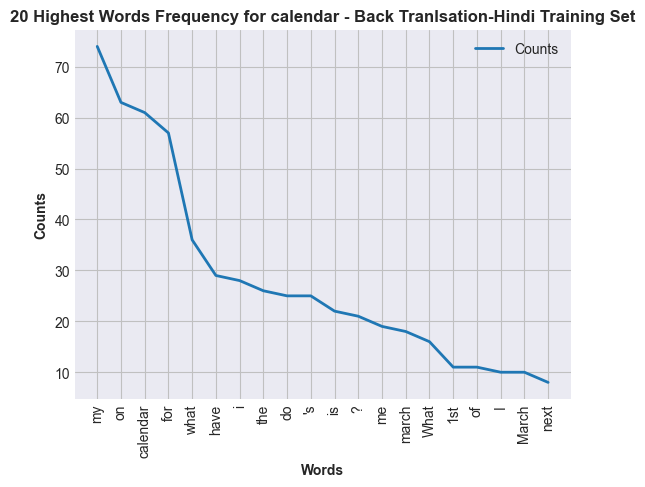 20 Highest Words Frequency for calendar - Back Tranlsation-Hindi Training Set
Counts
70
60
50
40
30
20
10
Counts
my
on
calendar
for
what
have
i
the
do
's
is
?
me
march
What
1st
of
I
March
next
Words